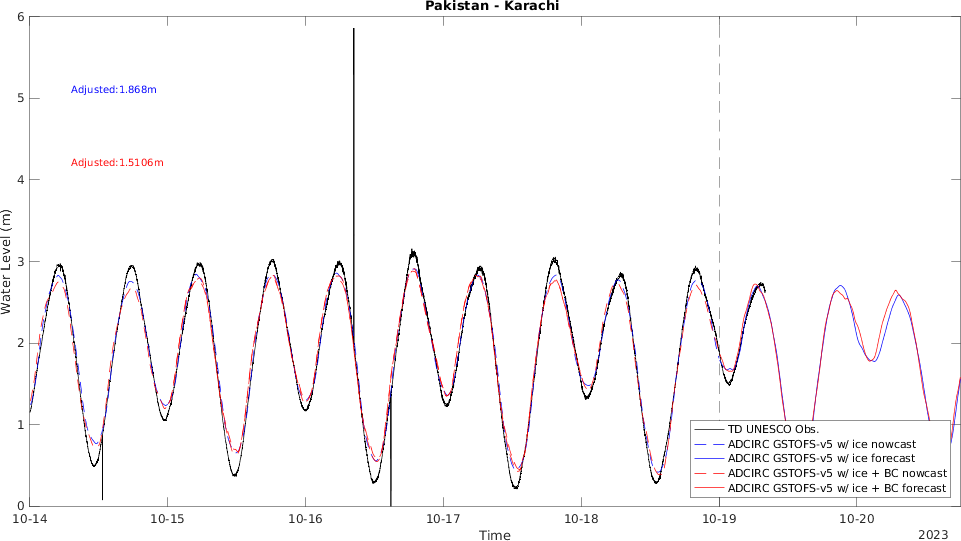 Pakistan - Karachi
6
5
4
3
2
1
0
Water Level (m)
Adjusted:1.868m
Adjusted:1.5106m
TD UNESCO Obs.
ADCIRC GSTOFS-v5 w/ ice nowcast
ADCIRC GSTOFS-v5 w/ ice forecast
ADCIRC GSTOFS-v5 w/ ice + BC nowcast
ADCIRC GSTOFS-v5 w/ ice + BC forecast
10-14 10-15 10-16 10-17 10-18 10-19 10-20
Time
2023